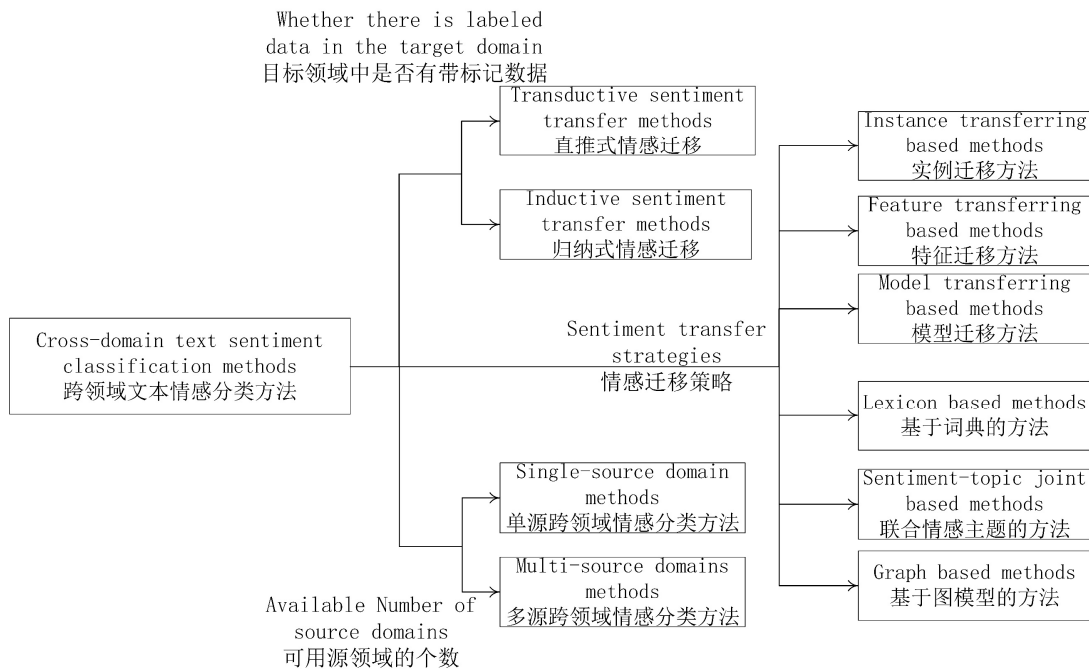 Whether there is labeled
data in the target domain
目标领域中是否有带标记数据
Transductive sentiment
transfer methods
直推式情感迁移
Inductive sentiment
transfer methods
归纳式情感迁移
Cross-domain text sentiment
classification methods
跨领域文本情感分类方法
Sentiment transfer
strategies
情感迁移策略
Single-source domain
methods
单源跨领域情感分类方法
Multi-source domains
methods
多源跨领域情感分类方法
Available Number of
source domains
可用源领域的个数
Instance transferring
based methods
实例迁移方法
Feature transferring
based methods
特征迁移方法
Model transferring
based methods
模型迁移方法
Lexicon based methods
基于词典的方法
Sentiment-topic joint
based methods
联合情感主题的方法
Graph based methods
基于图模型的方法